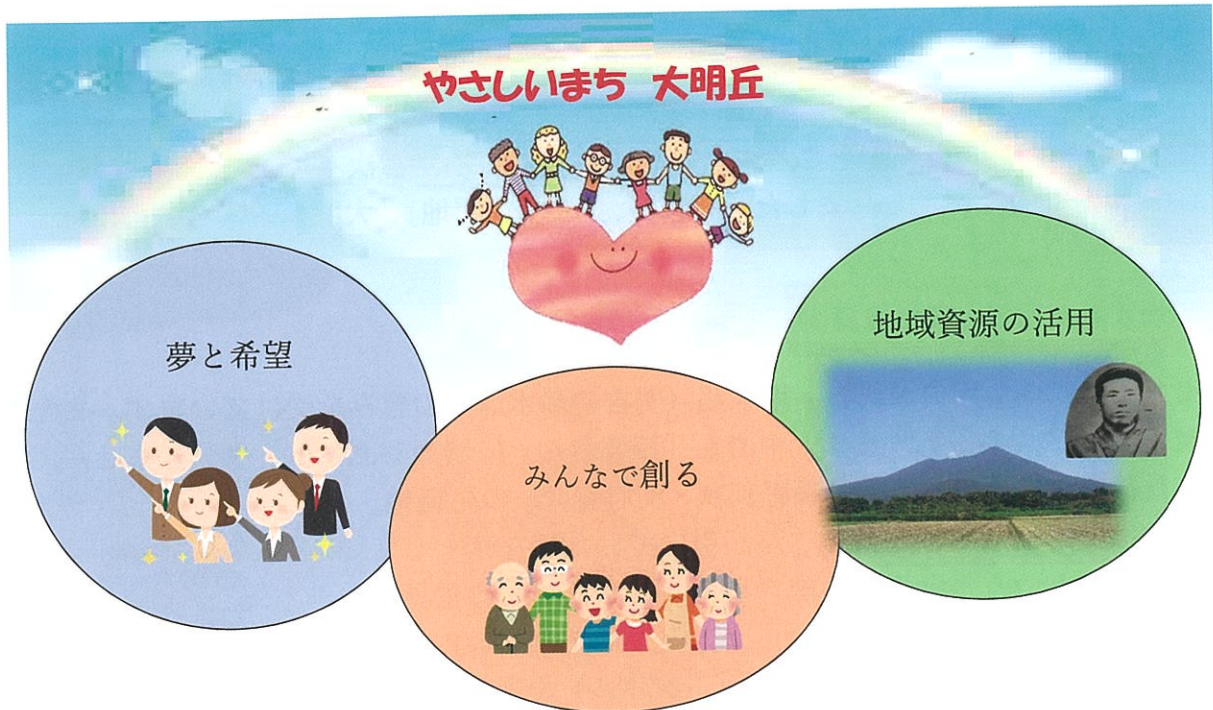 やさしいまち 大明丘
夢と希望
みんなで創る
地域資源の活用